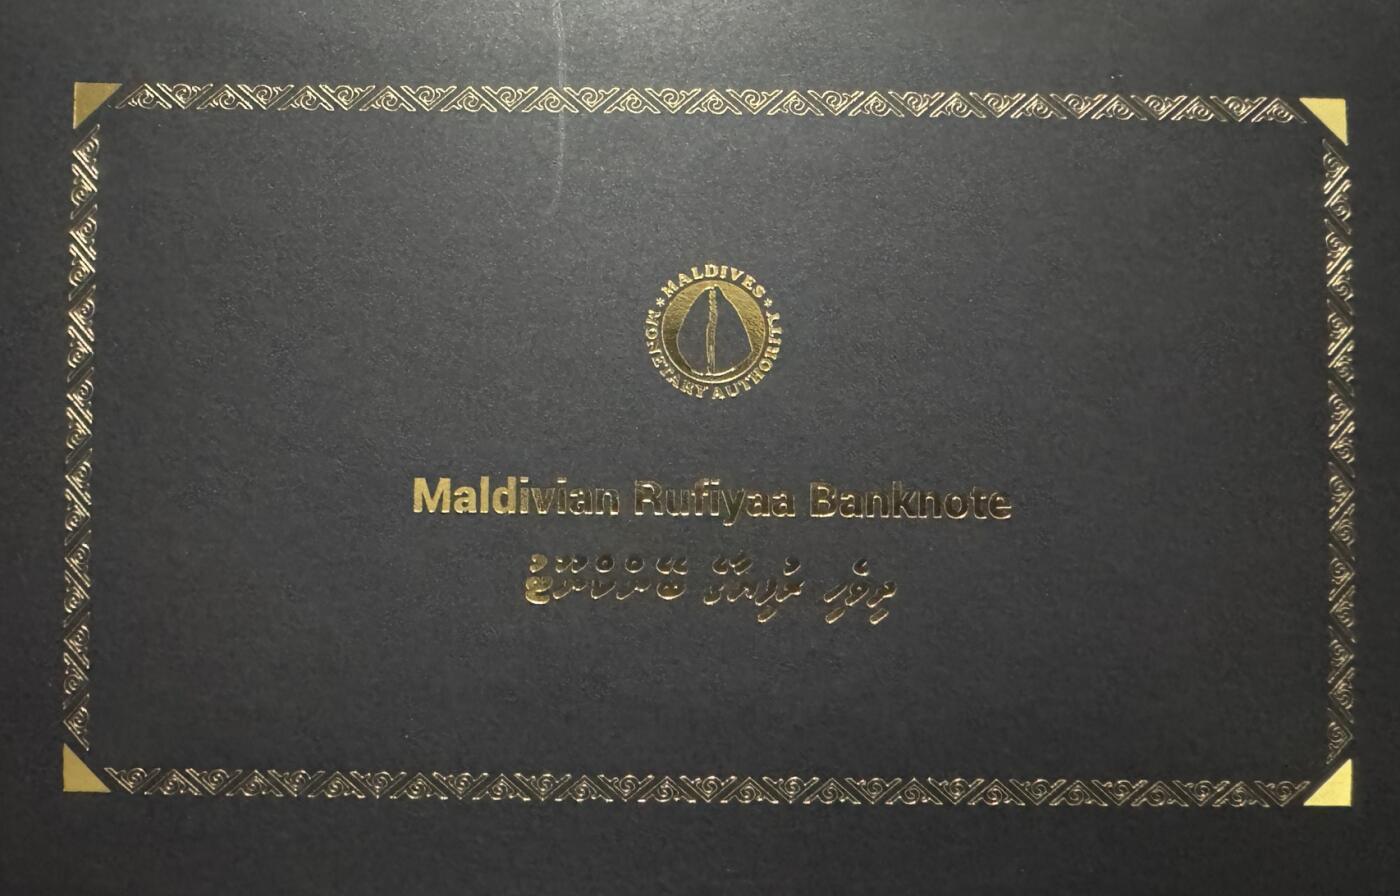 MALDIVES
MONETARY AUTHORITY
Maldivian Rufiyaa Banknote
ދިވެހި ރުފިޔާގެ ބޭންކްނޫޓު